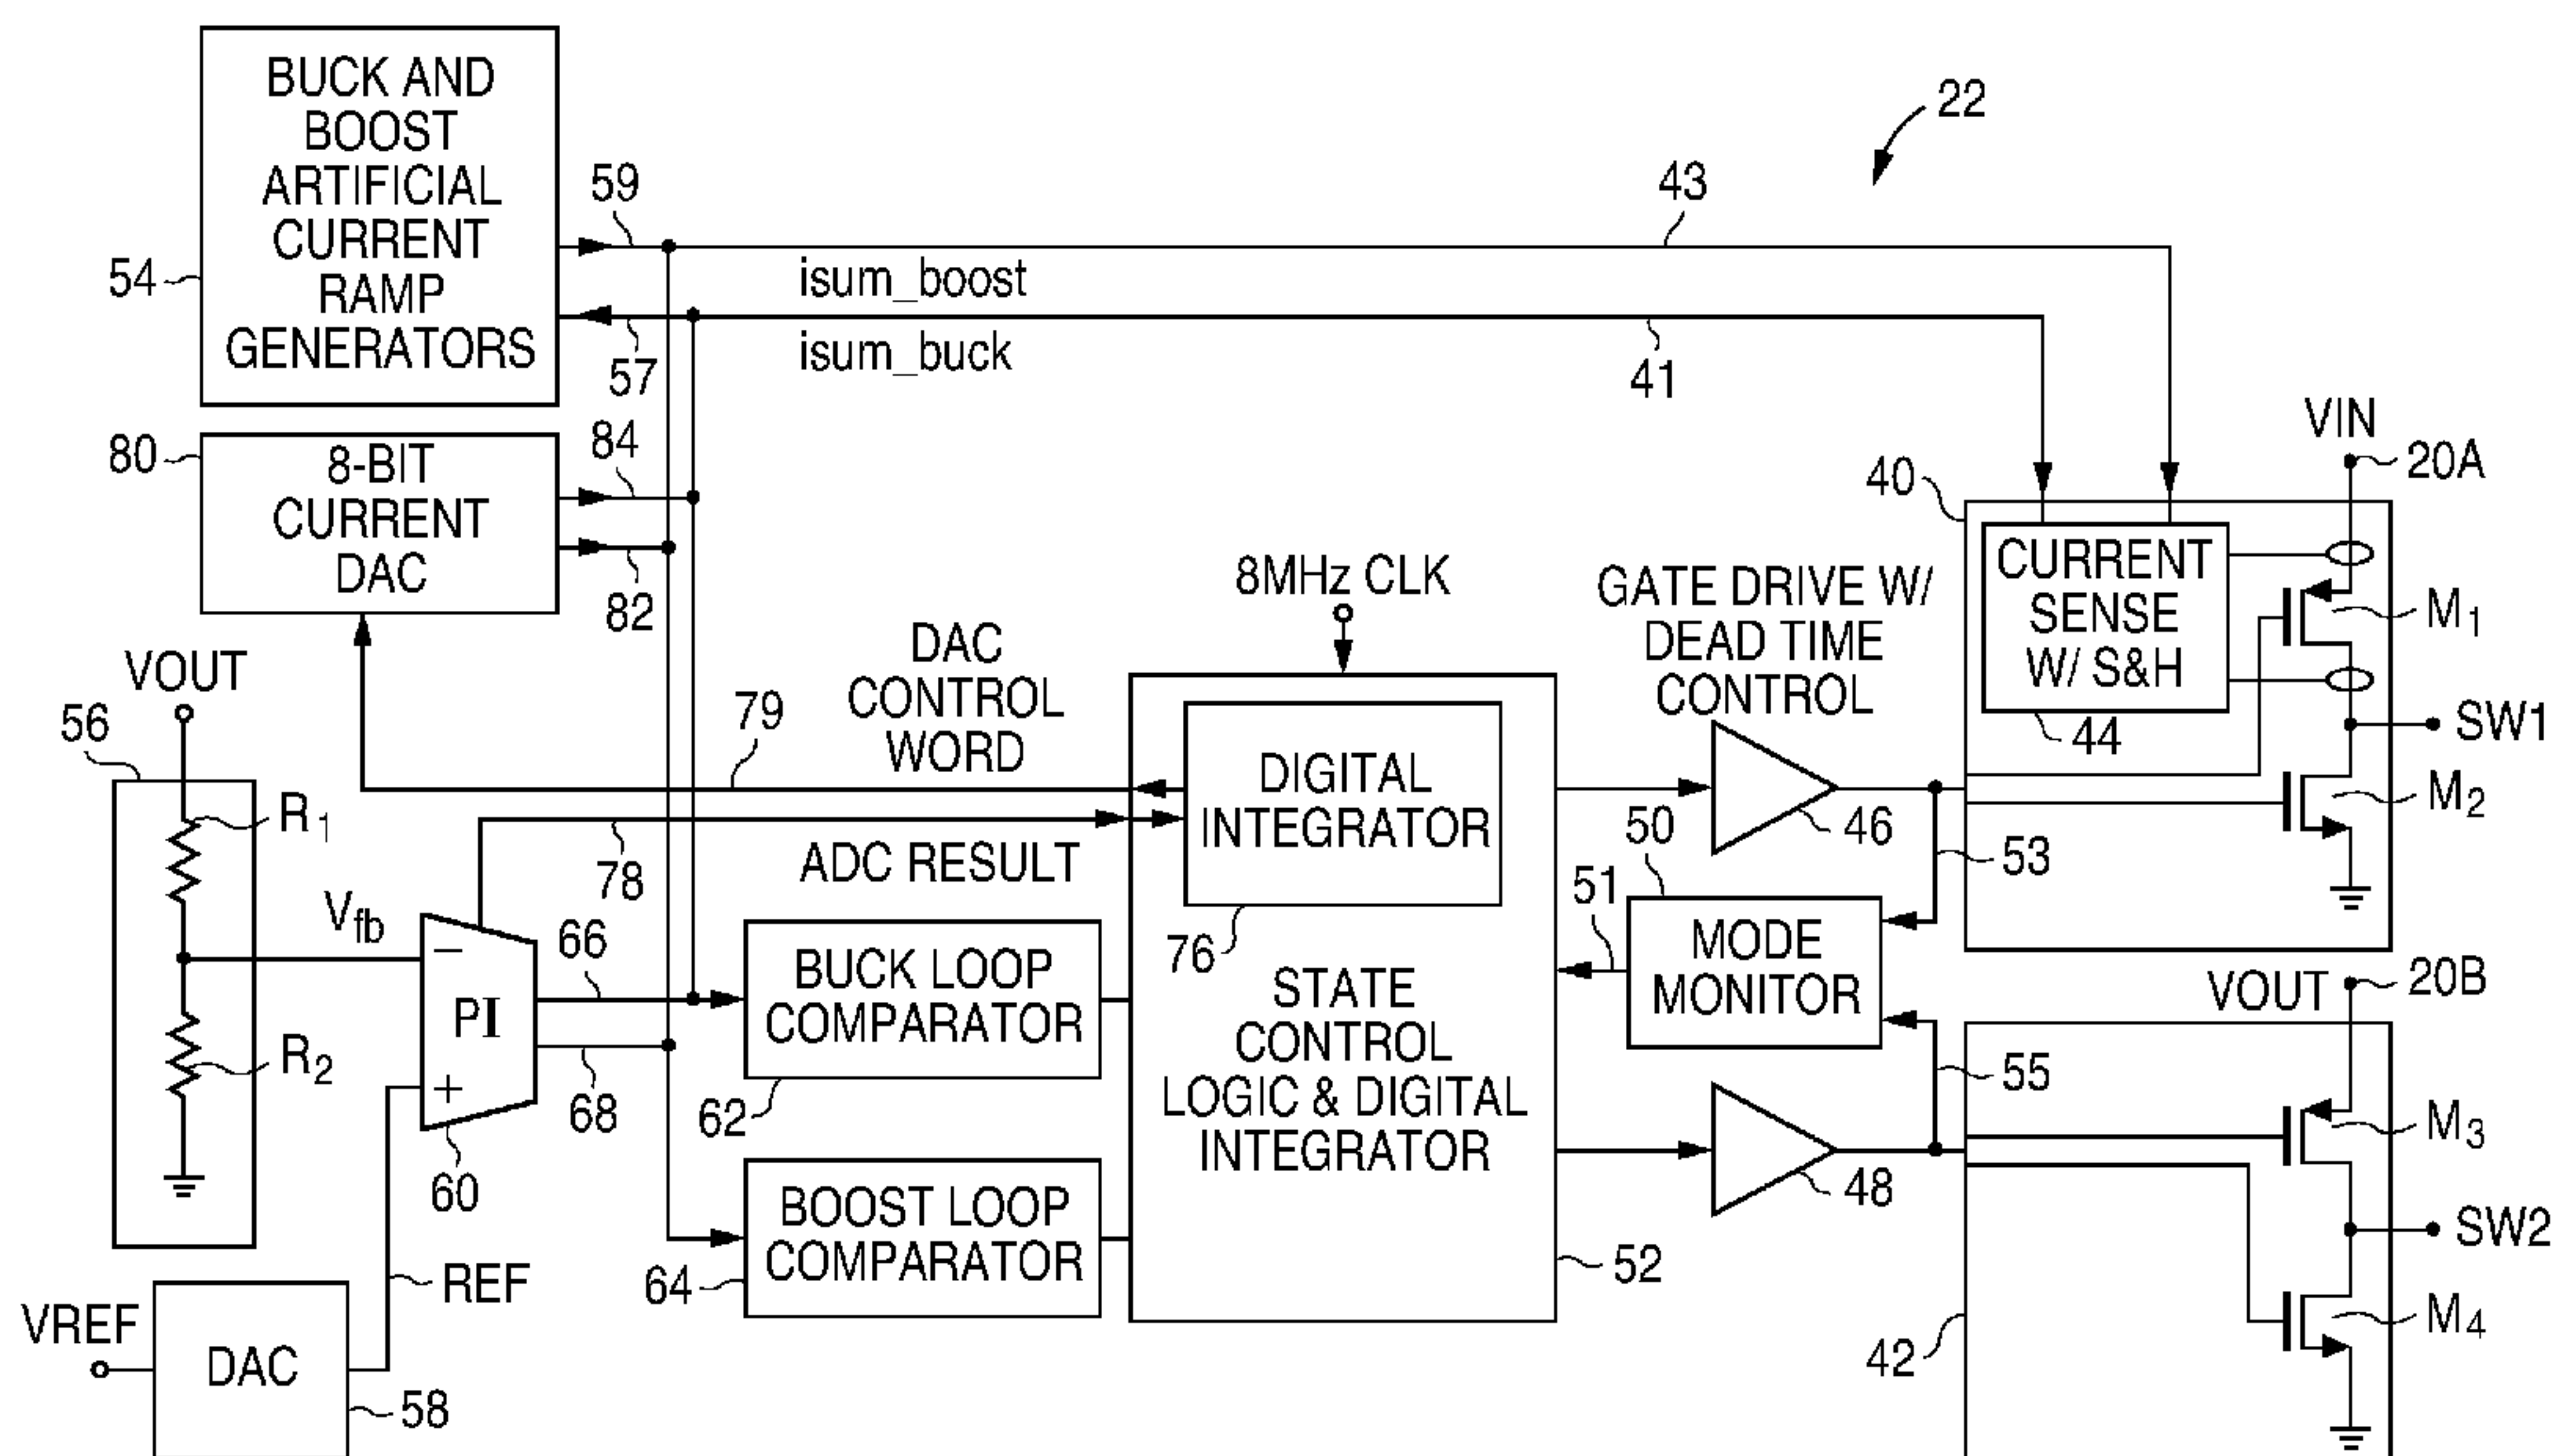 BUCK AND
BOOST
ARTIFICIAL
CURRENT
RAMP
GENERATORS
54
59
57
isum_boost
isum_buck
43
41
22
80
8-BIT
CURRENT
DAC
84
82
VIN
20A
40
CURRENT
SENSE
W/ S&H
44
M1
SW1
M2
8MHz CLK
GATE DRIVE W/
DEAD TIME
CONTROL
DAC
CONTROL
WORD
79
VOUT
56
R1
R2
Vfb
78
ADC RESULT
DIGITAL
INTEGRATOR
76
46
53
50
51
MODE
MONITOR
PI
−
+
60
66
68
BUCK LOOP
COMPARATOR
62
BOOST LOOP
COMPARATOR
64
STATE
CONTROL
LOGIC & DIGITAL
INTEGRATOR
52
48
55
VOUT
20B
M3
SW2
M4
42
REF
VREF
DAC
58